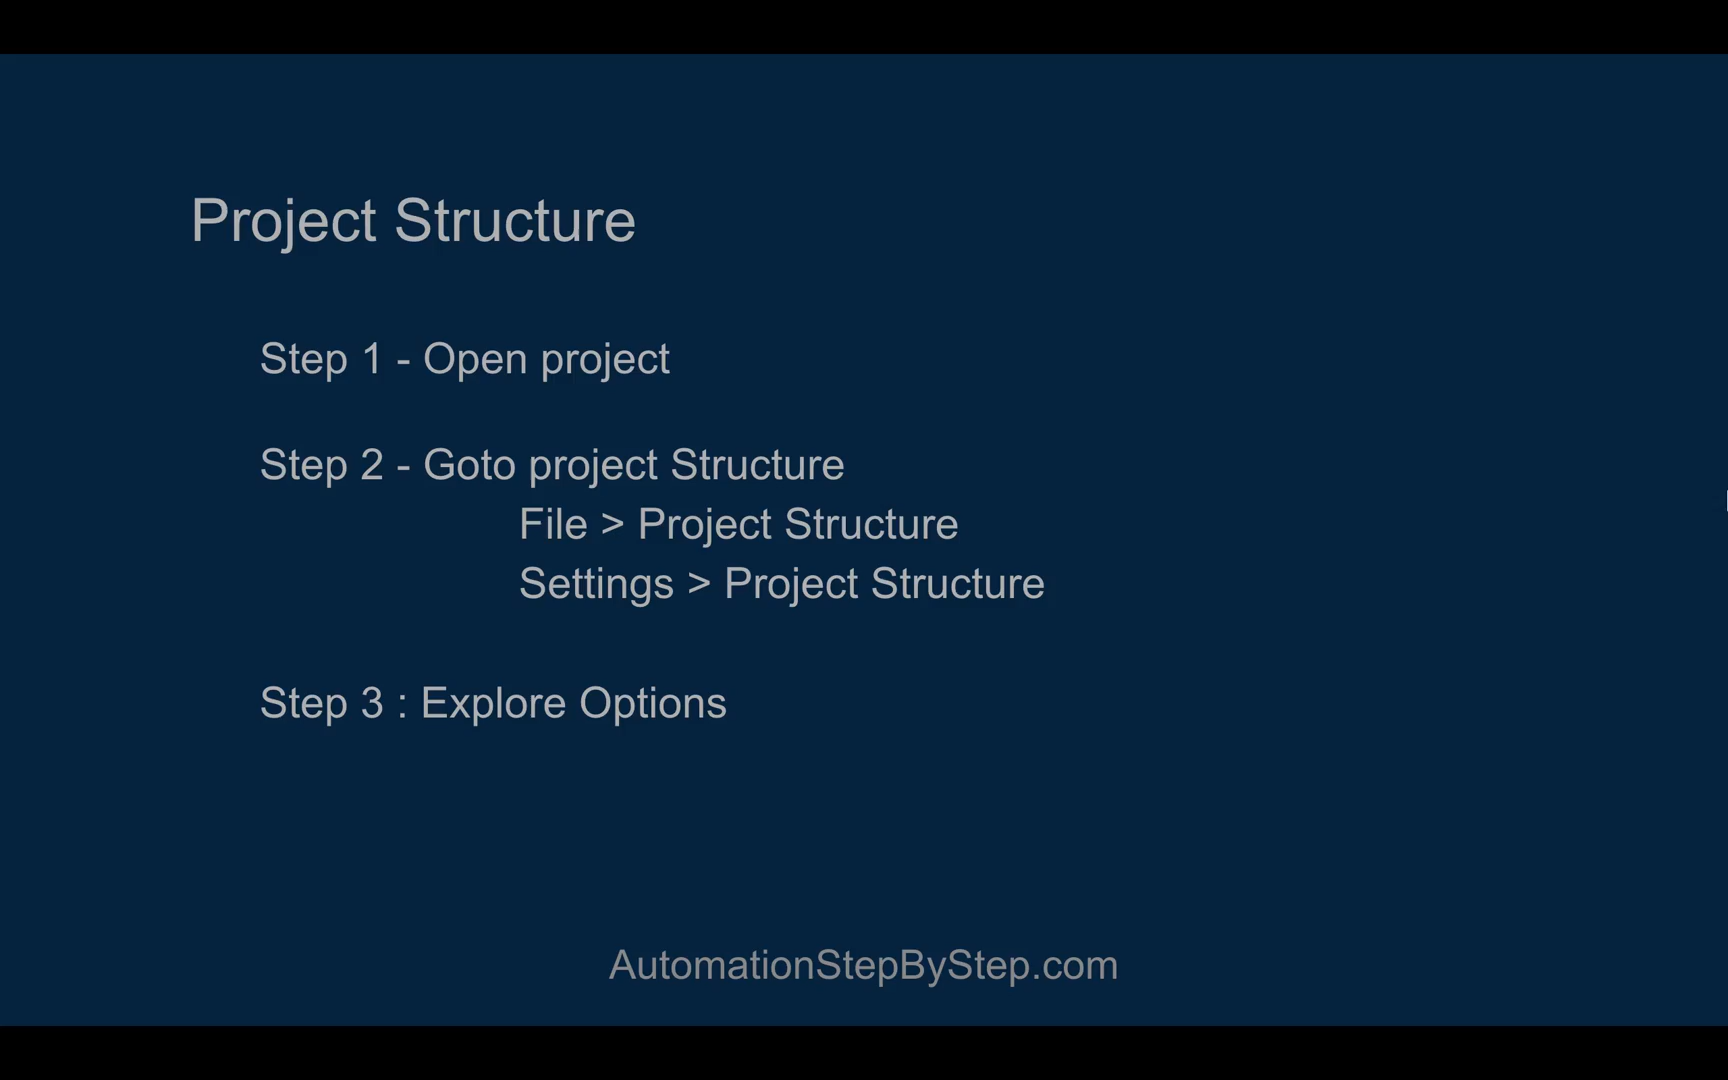 Project Structure
Step 1 - Open project
Step 2 - Goto project Structure
File > Project Structure
Settings > Project Structure
Step 3 : Explore Options
AutomationStepByStep.com